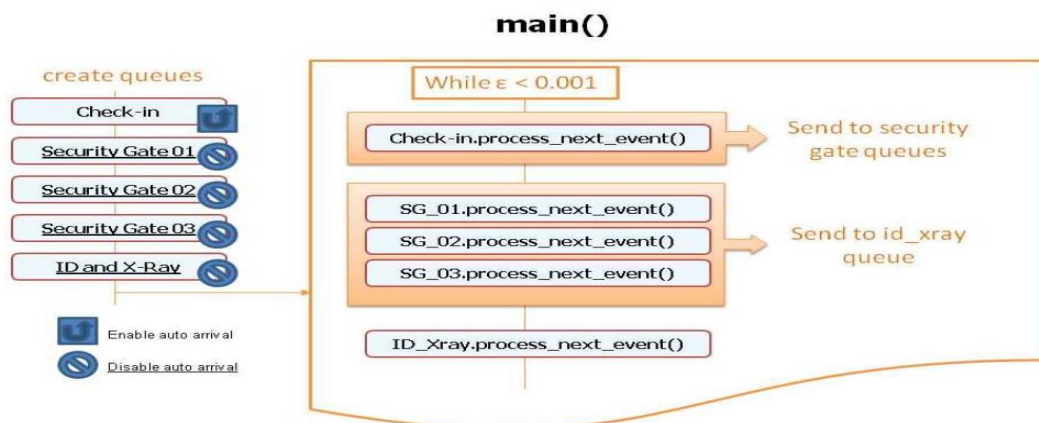 main()
create queues
Check-in
Security Gate 01
Security Gate 02
Security Gate 03
ID and X-Ray
Enable auto arrival
Disable auto arrival
While ε < 0.001
Check-in.process_next_event()
Send to security
gate queues
SG_01.process_next_event()
SG_02.process_next_event()
SG_03.process_next_event()
Send to id_xray
queue
ID_Xray.process_next_event()